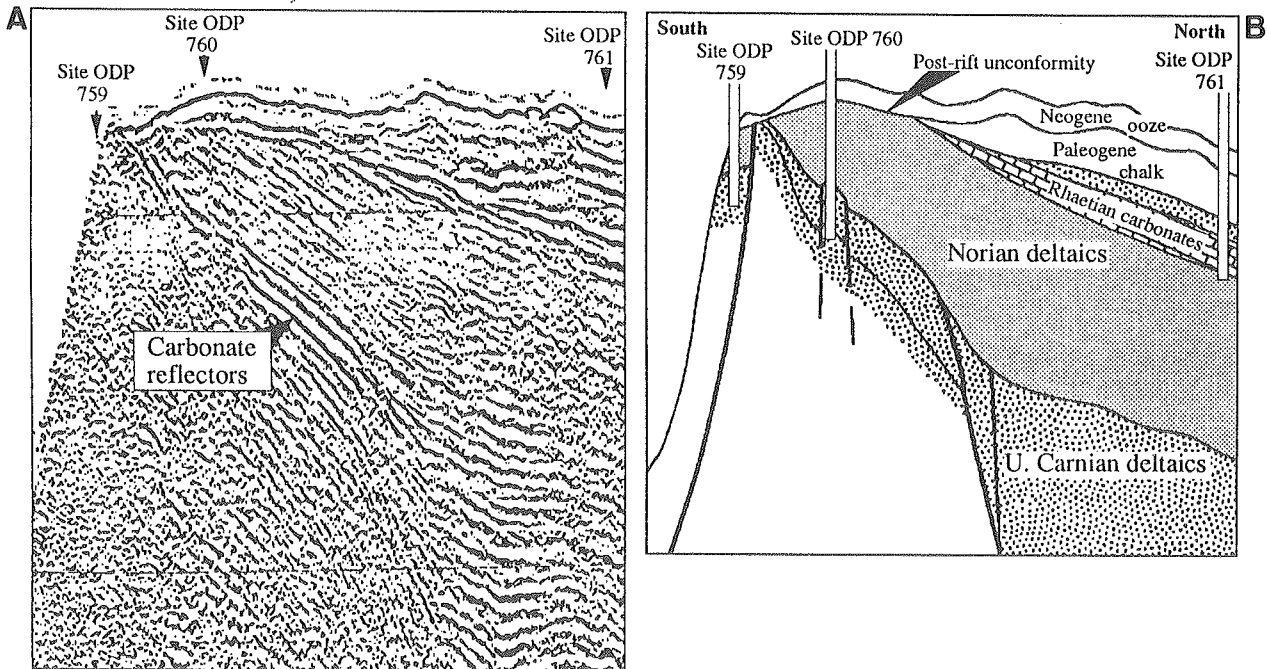 A
Site ODP
760
Site ODP
759
Site ODP
761
Carbonate
reflectors
B
South
North
Site ODP
759
Site ODP 760
Post-rift unconformity
Site ODP
761
Neogene ooze
Paleogene
chalk
Rhaetian carbonates
Norian deltaics
U. Carnian deltaics